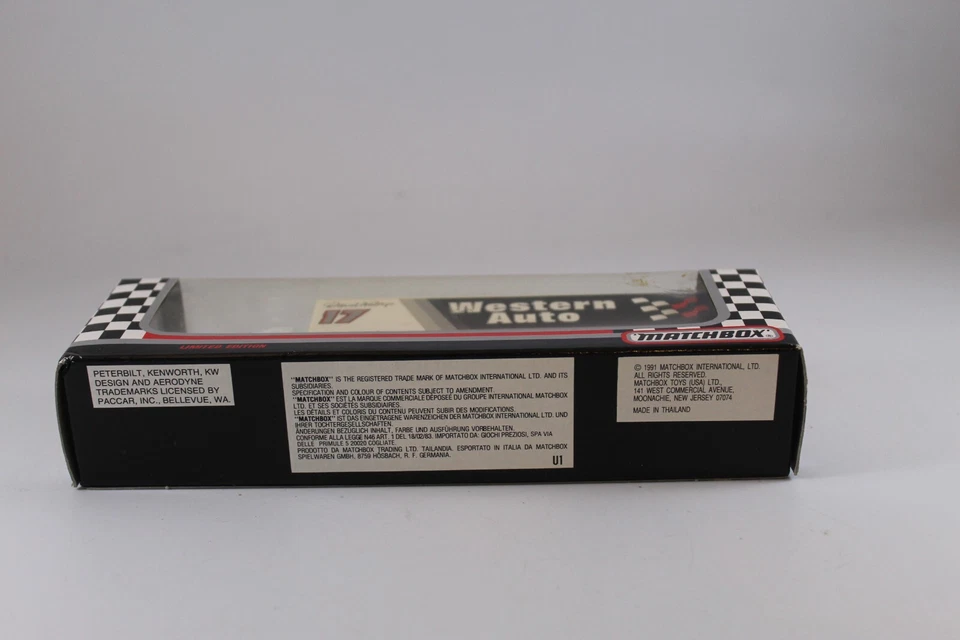 Western
Auto
17
MATCHBOX
LIMITED EDITION
PETERBILT, KENWORTH, KW
DESIGN AND AERODYNE
TRADEMARKS LICENSED BY
PACCAR, INC., BELLEVUE, WA.
"MATCHBOX" IS THE REGISTERED TRADE MARK OF MATCHBOX INTERNATIONAL LTD. AND ITS
SUBSIDIARIES.
SPECIFICATION AND COLOUR OF CONTENTS SUBJECT TO AMENDMENT.
"MATCHBOX" EST LA MARQUE COMMERCIALE DÉPOSÉE DU GROUPE INTERNATIONAL MATCHBOX
LTD. ET SES SOCIÉTÉS SUBSIDIAIRES.
LES DÉTAILS ET COLORIS DU CONTENU PEUVENT SUBIR DES MODIFICATIONS.
"MATCHBOX" IST DAS EINGETRAGENE WARENZEICHEN DER MATCHBOX INTERNATIONAL LTD. UND
IHRER TOCHTERGESELLSCHAFTEN.
ÄNDERUNGEN BEZÜGLICH INHALT, FARBE UND AUSFÜHRUNG VORBEHALTEN.
CONFORME ALLA LEGGE N46 ART. 1 DEL 18/02/83. IMPORTATO DA: GIOCHI PREZIOSI, SPA VIA
DELLE PRIMULE 5 20020 COGLIATE.
PRODOTTO DA MATCHBOX TRADING LTD. TAILANDIA. ESPORTATO IN ITALIA DA MATCHBOX
SPIELWAREN GMBH, 8759 HÖSBACH, R. F. GERMANIA.
U1
© 1991 MATCHBOX INTERNATIONAL, LTD.
ALL RIGHTS RESERVED.
MATCHBOX TOYS (USA) LTD.,
141 WEST COMMERCIAL AVENUE,
MOONACHIE, NEW JERSEY 07074
MADE IN THAILAND